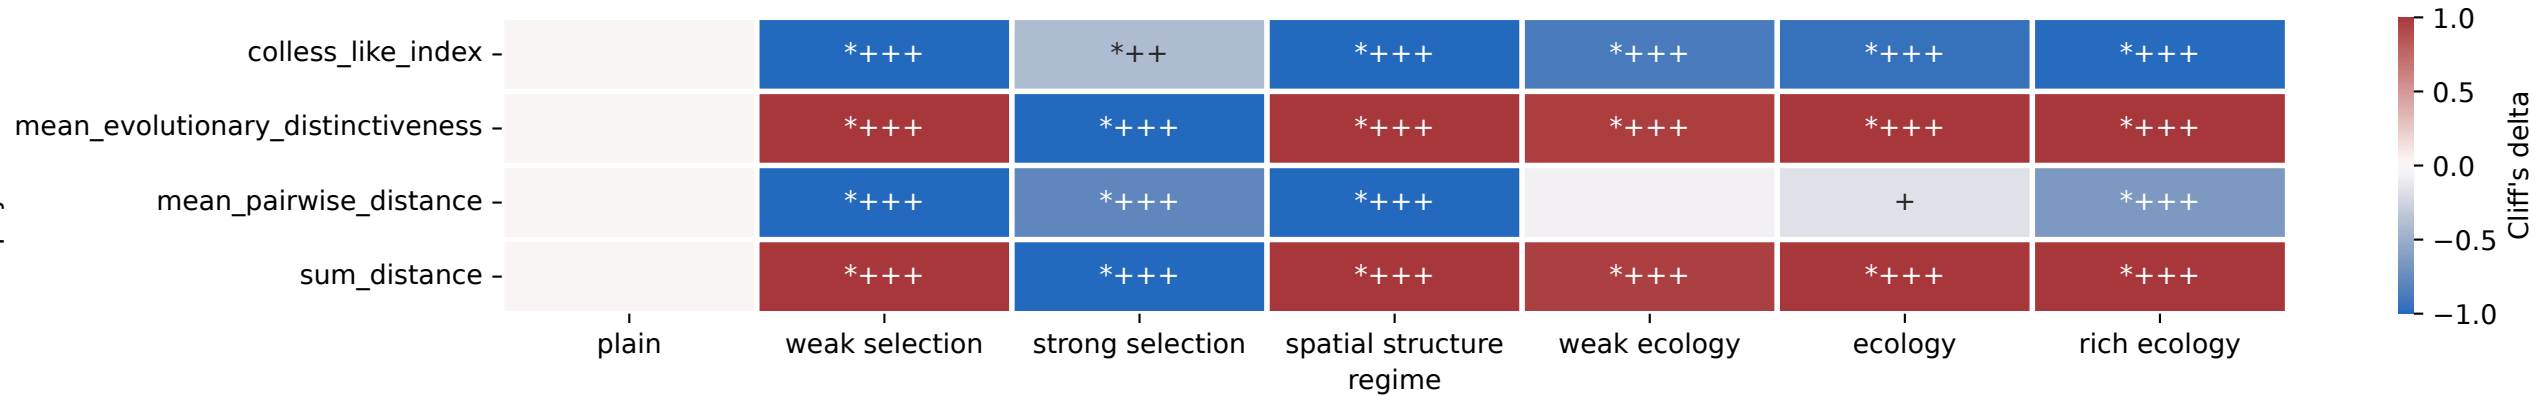 colless_like_index *+++ *++ *+++ *+++ *+++ *+++
mean_evolutionary_distinctiveness *+++ *+++ *+++ *+++ *+++ *+++
mean_pairwise_distance *+++ *+++ *+++ + *+++
sum_distance *+++ *+++ *+++ *+++ *+++ *+++
plain weak selection strong selection spatial structure weak ecology ecology rich ecology
regime
1.0
0.5
0.0
−0.5
−1.0
Cliff's delta